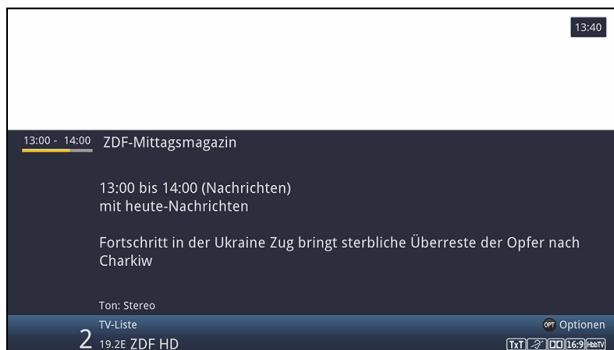 13:40
13:00 - 14:00 ZDF-Mittagsmagazin
13:00 bis 14:00 (Nachrichten)
mit heute-Nachrichten
Fortschritt in der Ukraine Zug bringt sterbliche Überreste der Opfer nach
Charkiw
Ton: Stereo
TV-Liste
OPT Optionen
2 19.2E ZDF HD
TxT 16:9 HbbTV